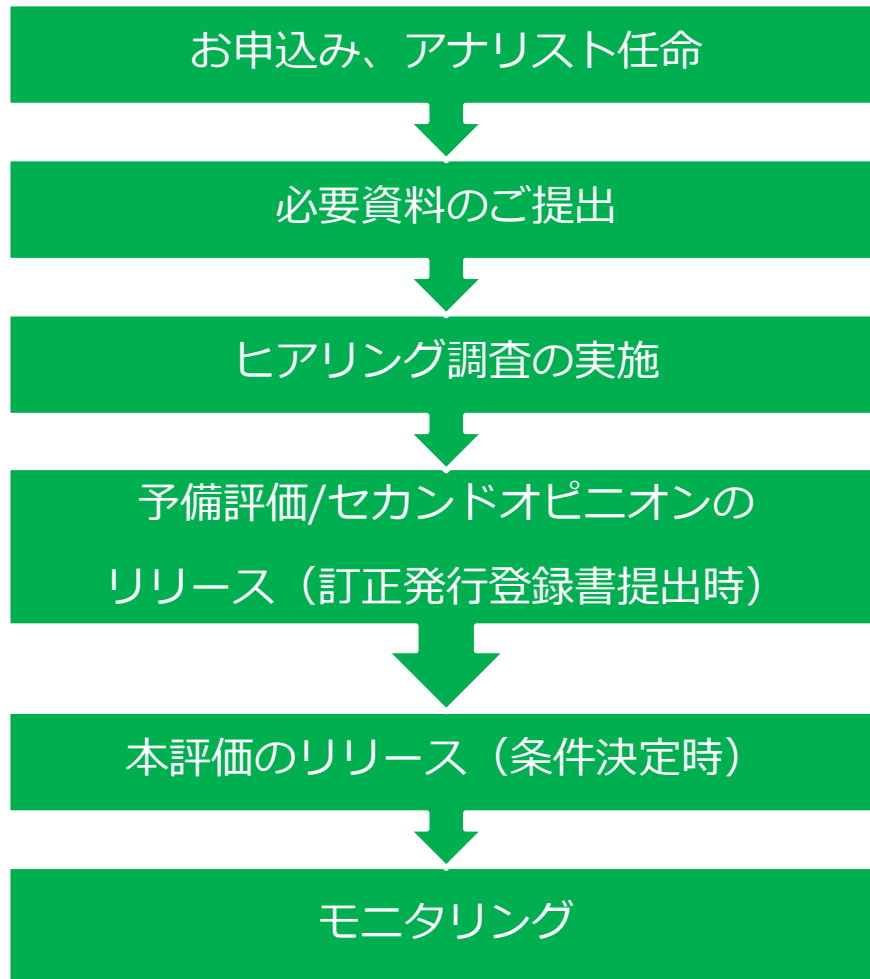 お申込み、アナリスト任命
必要資料のご提出
ヒアリング調査の実施
予備評価/セカンドオピニオンの
リリース（訂正発行登録書提出時）
本評価のリリース（条件決定時）
モニタリング